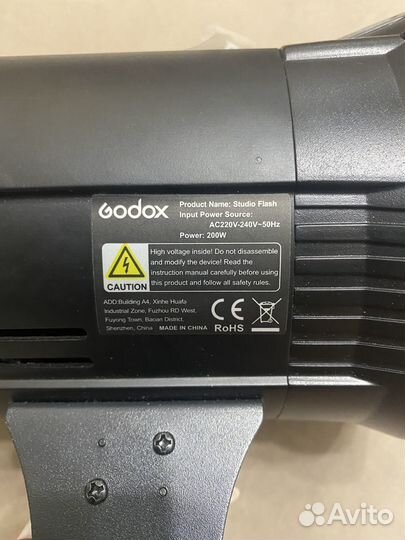 Godox
Product Name: Studio Flash
Input Power Source:
AC220V-240V~50Hz
Power: 200W
CAUTION
High voltage inside! Do not disassemble
and modify the device! Read the
instruction manual carefully before using
this product and follow all safety rules.
ADD:Building A4, Xinhe Huafa
Industrial Zone, Fuzhou RD West,
Fuyong Town, Baoan District,
Shenzhen, China MADE IN CHINA
CE
RoHS
Avito